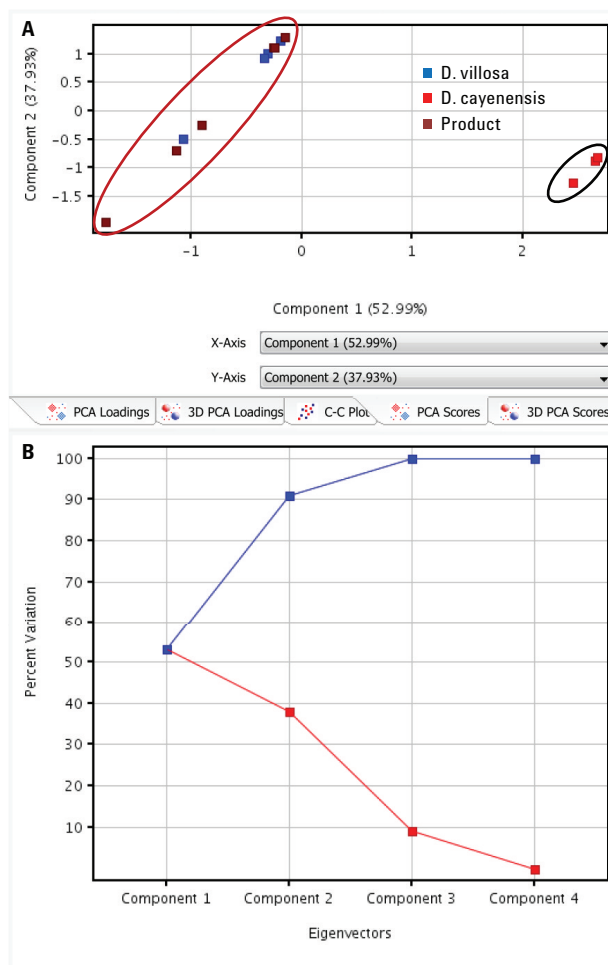 A
Component 2 (37.93%)
1
0.5
0
−0.5
−1
−1.5
D. villosa
D. cayenensis
Product
−1
0
1
2
Component 1 (52.99%)
X-Axis
Component 1 (52.99%)
Y-Axis
Component 2 (37.93%)
PCA Loadings
3D PCA Loadings
C-C Plot
PCA Scores
3D PCA Scores
B
Percent Variation
100
90
80
70
60
50
40
30
20
10
Component 1
Component 2
Component 3
Component 4
Eigenvectors